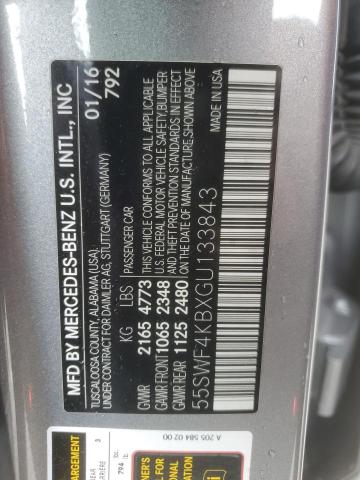 MFD BY MERCEDES-BENZ U.S. INTL., INC
TUSCALOOSA COUNTY, ALABAMA (USA)
UNDER CONTRACT FOR DAIMLER AG, STUTTGART (GERMANY)
01/16
792
KG LBS PASSENGER CAR
GVWR 2165 4773 THIS VEHICLE CONFORMS TO ALL APPLICABLE
GAWR FRONT 1065 2348 U.S. FEDERAL MOTOR VEHICLE SAFETY, BUMPER
GAWR REAR 1125 2480 AND THEFT PREVENTION STANDARDS IN EFFECT
ON THE DATE OF MANUFACTURE SHOWN ABOVE
55SWF4KBXGU133843
MADE IN USA
A 205 584 02 00
3
794